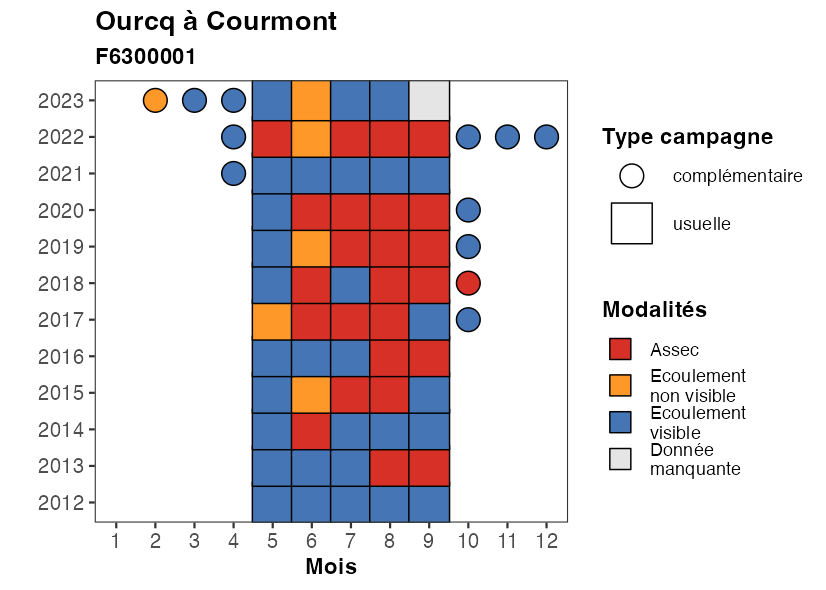 Ourcq à Courmont
F6300001
2023
2022
2021
2020
2019
2018
2017
2016
2015
2014
2013
2012
1 2 3 4 5 6 7 8 9 10 11 12
Mois
Type campagne
complémentaire
usuelle
Modalités
Assec
Ecoulement
non visible
Ecoulement
visible
Donnée
manquante